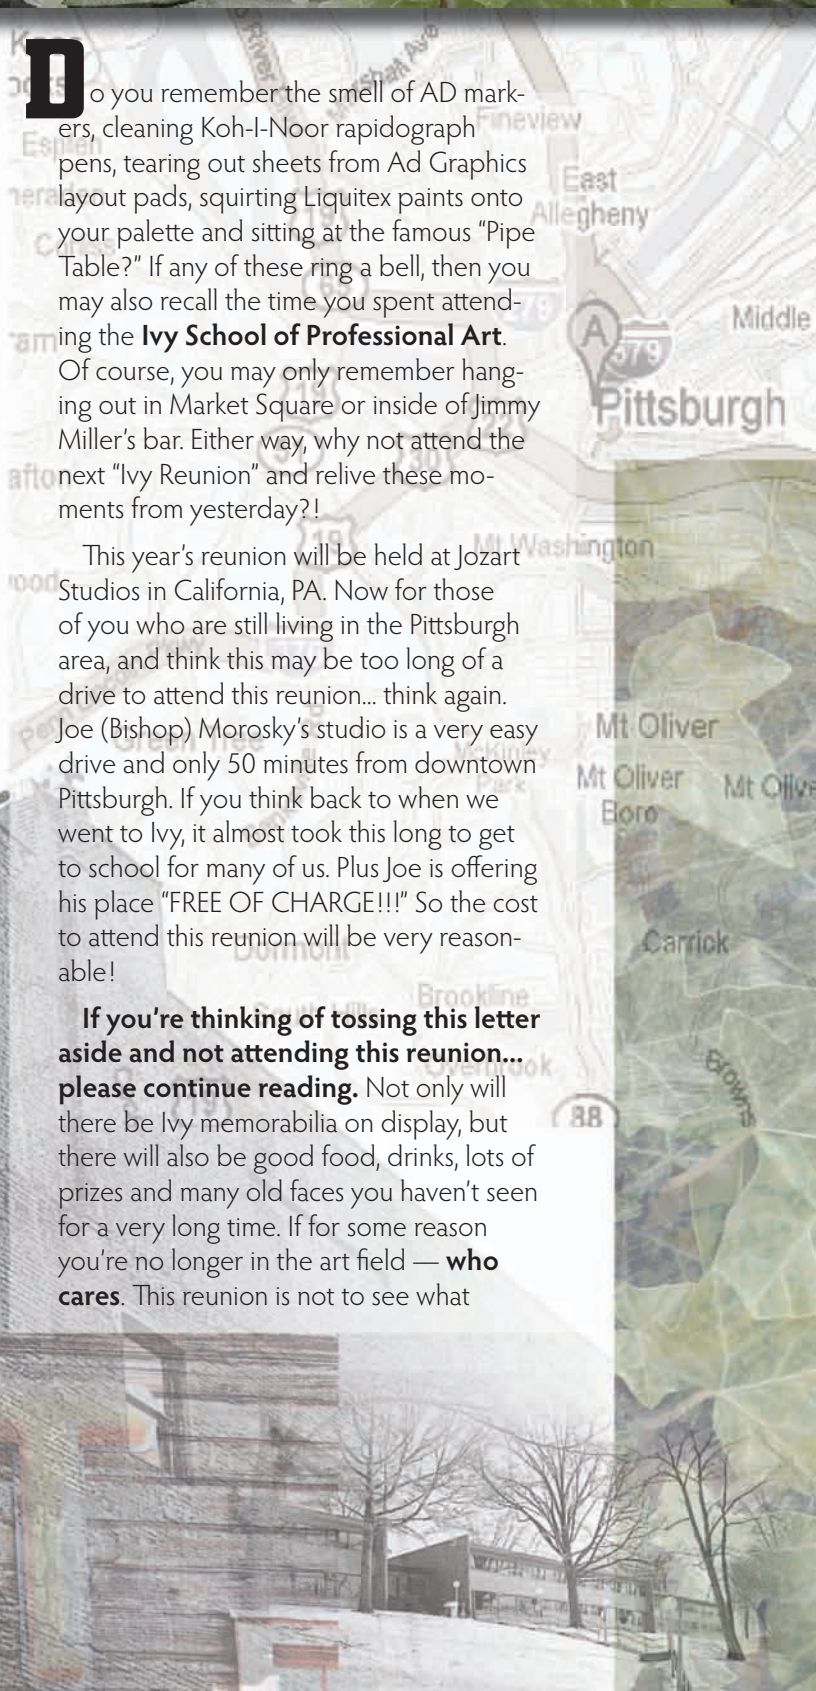 Do you remember the smell of AD mark-
ers, cleaning Koh-I-Noor rapidograph
pens, tearing out sheets from Ad Graphics
layout pads, squirting Liquitex paints onto
your palette and sitting at the famous “Pipe
Table?” If any of these ring a bell, then you
may also recall the time you spent attend-
ing the Ivy School of Professional Art.
Of course, you may only remember hang-
ing out in Market Square or inside of Jimmy
Miller’s bar. Either way, why not attend the
next “Ivy Reunion” and relive these mo-
ments from yesterday?!
This year’s reunion will be held at Jozart
Studios in California, PA. Now for those
of you who are still living in the Pittsburgh
area, and think this may be too long of a
drive to attend this reunion... think again.
Joe (Bishop) Morosky’s studio is a very easy
drive and only 50 minutes from downtown
Pittsburgh. If you think back to when we
went to Ivy, it almost took this long to get
to school for many of us. Plus Joe is offering
his place “FREE OF CHARGE!!!” So the cost
to attend this reunion will be very reason-
able!
If you’re thinking of tossing this letter
aside and not attending this reunion...
please continue reading. Not only will
there be Ivy memorabilia on display, but
there will also be good food, drinks, lots of
prizes and many old faces you haven’t seen
for a very long time. If for some reason
you’re no longer in the art field — who
cares. This reunion is not to see what
Fineview
East
Allegheny
Middle
A
579
Pittsburgh
Mt Washington
Mt Oliver
Mt Oliver
Boro
Mt Olive
McKinley
Park
Green Tree
Carrick
Dormont
Brookline
South Hills
Overbrook
Browns
88
19